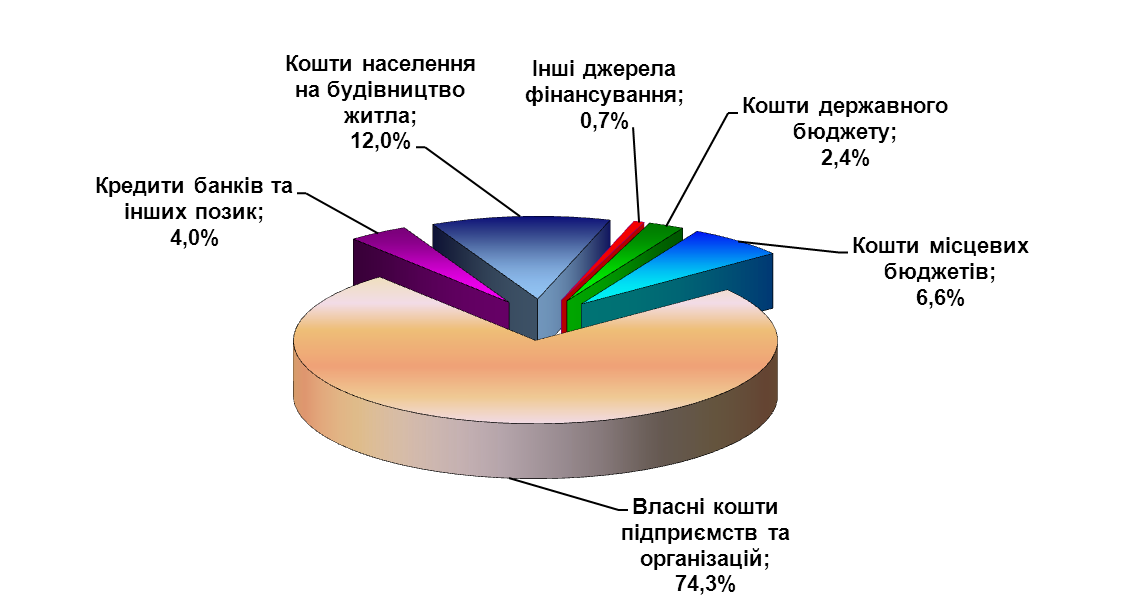 Кошти населення
на будівництво
житла;
12,0%
Інші джерела
фінансування;
0,7%
Кошти державного
бюджету;
2,4%
Кредити банків та
інших позик;
4,0%
Кошти місцевих
бюджетів;
6,6%
Власні кошти
підприємств та
організацій;
74,3%